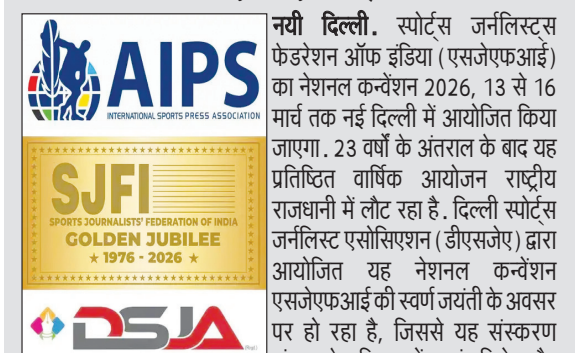 AIPS
INTERNATIONAL SPORTS PRESS ASSOCIATION
SJFI
SPORTS JOURNALISTS' FEDERATION OF INDIA
GOLDEN JUBILEE
★ 1976 - 2026 ★
DSJA
नयी दिल्ली. स्पोर्ट्स जर्नलिस्ट्स
फेडरेशन ऑफ इंडिया (एसजेएफआई)
का नेशनल कन्वेंशन 2026, 13 से 16
मार्च तक नई दिल्ली में आयोजित किया
जाएगा. 23 वर्षों के अंतराल के बाद यह
प्रतिष्ठित वार्षिक आयोजन राष्ट्रीय
राजधानी में लौट रहा है. दिल्ली स्पोर्ट्स
जर्नलिस्ट एसोसिएशन (डीएसजेए) द्वारा
आयोजित यह नेशनल कन्वेंशन
एसजेएफआई की स्वर्ण जयंती के अवसर
पर हो रहा है, जिससे यह संस्करण